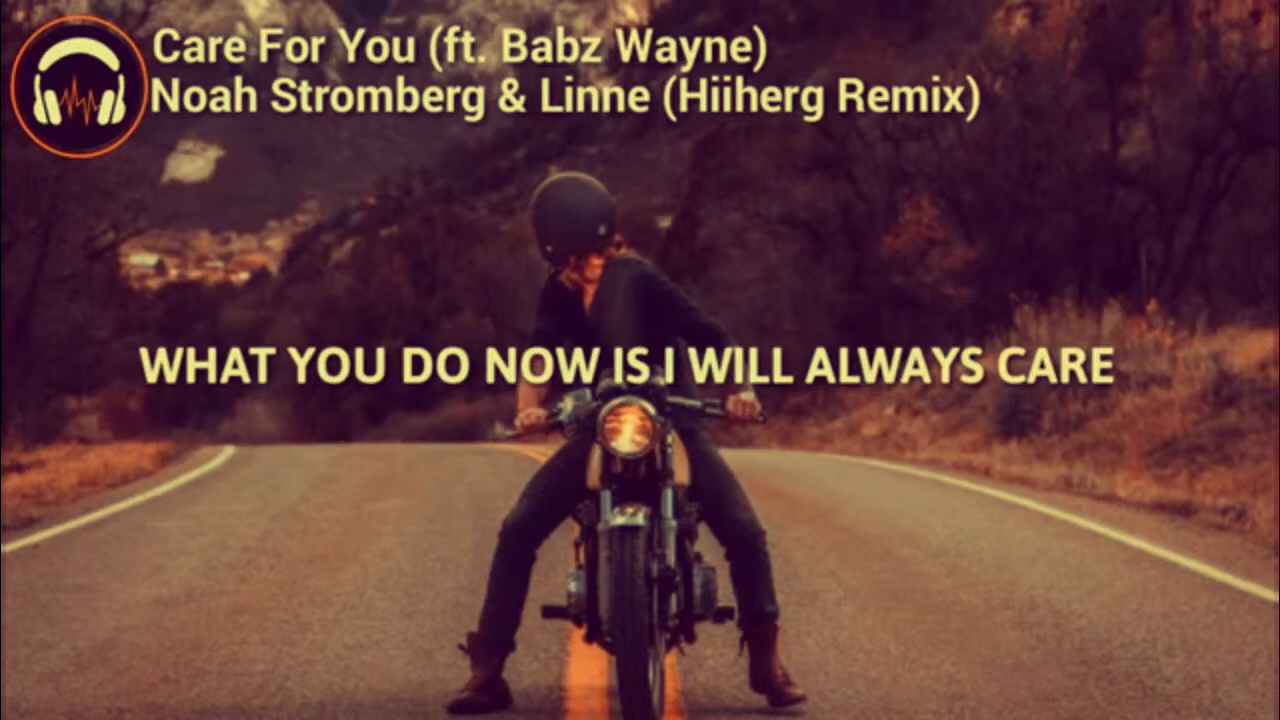 Care For You (ft. Babz Wayne)
Noah Stromberg & Linne (Hiiherg Remix)
WHAT YOU DO NOW IS I WILL ALWAYS CARE